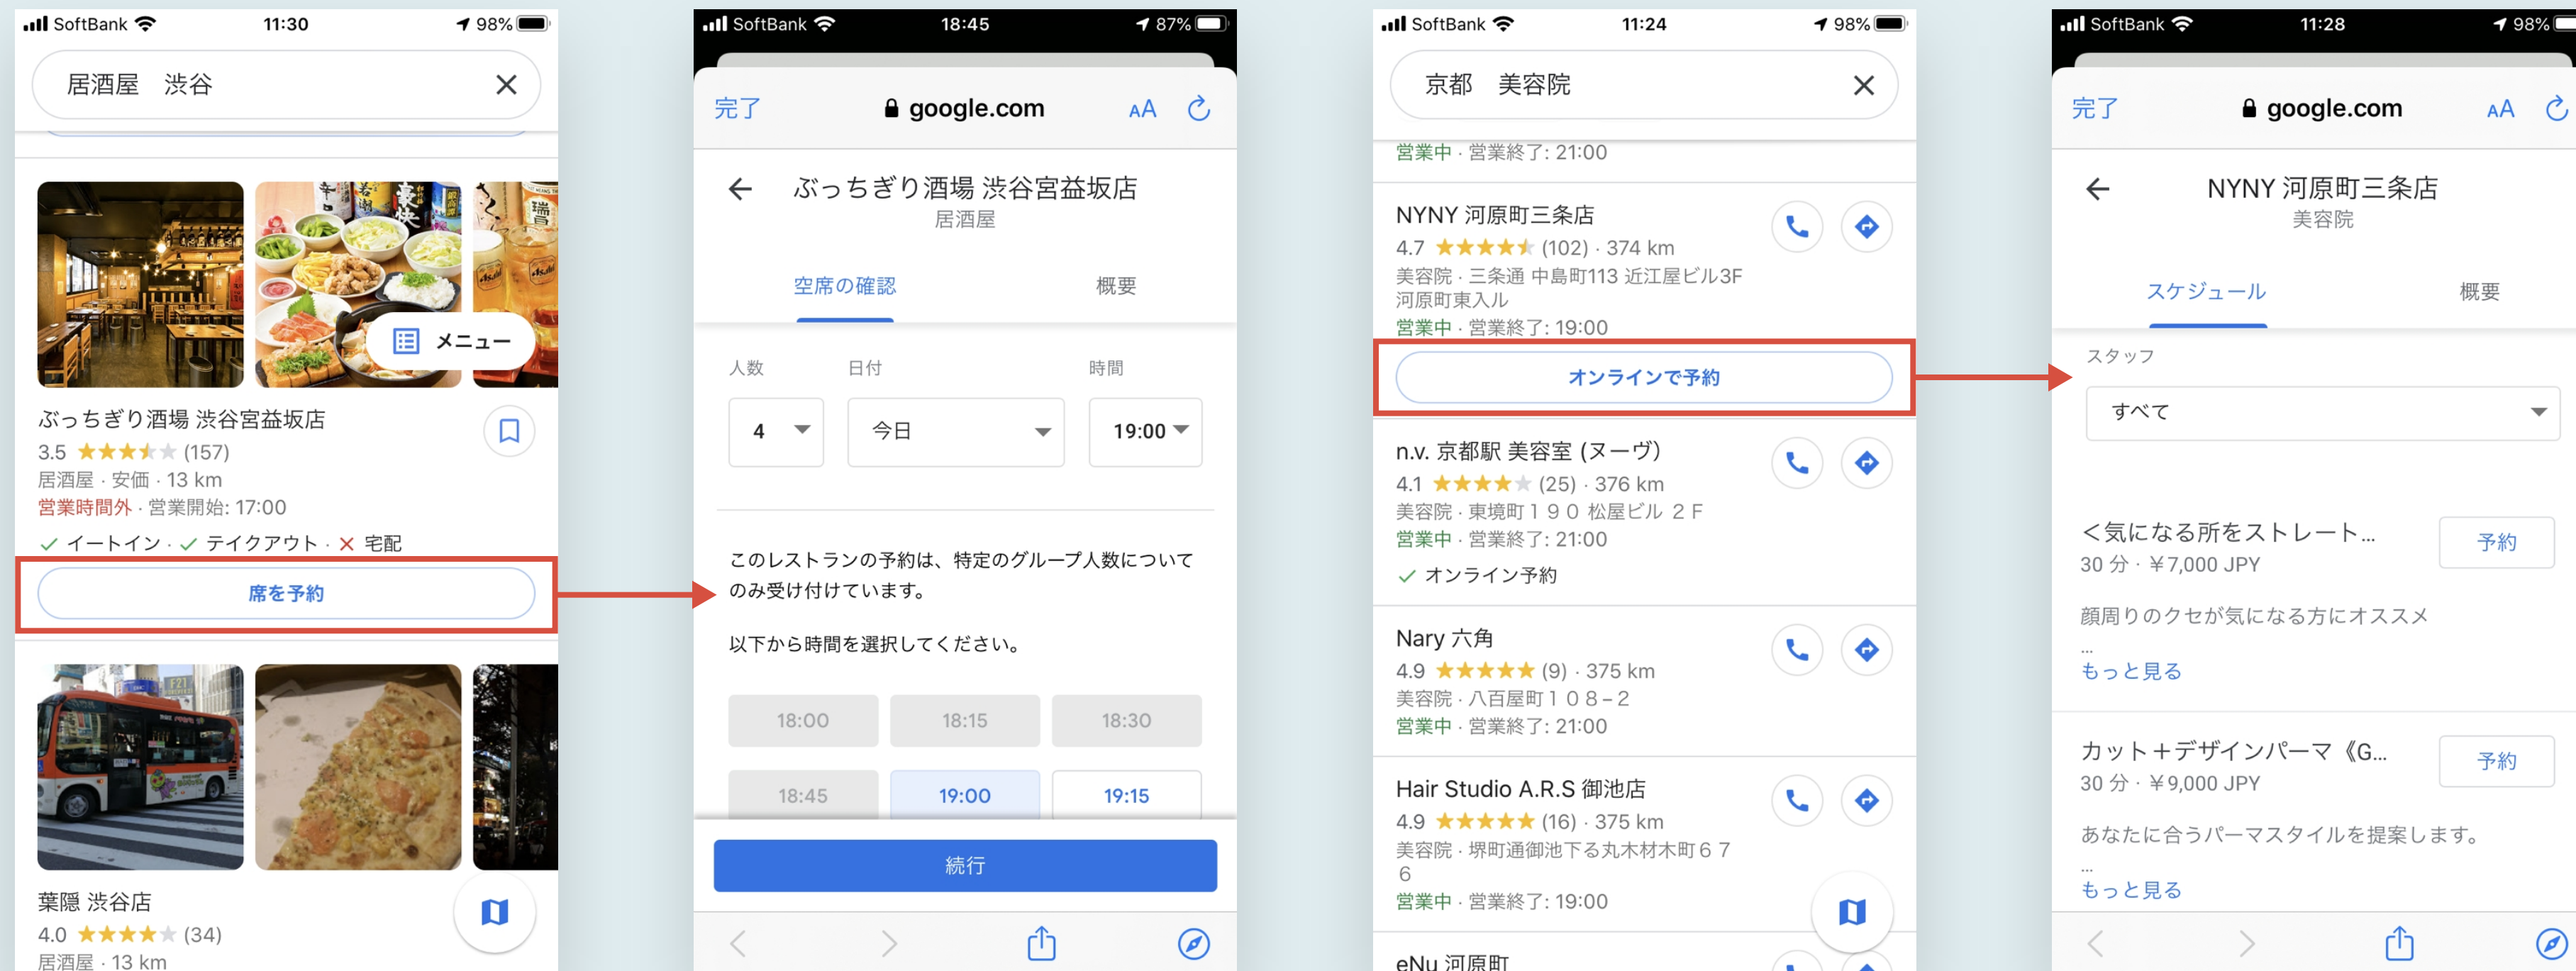 SoftBank 11:30 98%
居酒屋 渋谷
メニュー
ぶっちぎり酒場 渋谷宮益坂店
3.5 (157)
居酒屋 · 安価 · 13 km
営業時間外 · 営業開始: 17:00
イートイン · テイクアウト · 宅配
席を予約
葉隠 渋谷店
4.0 (34)
居酒屋 · 13 km
SoftBank 18:45 87%
完了 google.com AA
ぶっちぎり酒場 渋谷宮益坂店
居酒屋
空席の確認 概要
人数 日付 時間
4 今日 19:00
このレストランの予約は、特定のグループ人数について
のみ受け付けています。
以下から時間を選択してください。
18:00 18:15 18:30
18:45 19:00 19:15
続行
SoftBank 11:24 98%
京都 美容院
営業中 · 営業終了: 21:00
NYNY 河原町三条店
4.7 (102) · 374 km
美容院 · 三条通 中島町113 近江屋ビル3F
河原町東入ル
営業中 · 営業終了: 19:00
オンラインで予約
n.v. 京都駅 美容室 (ヌーヴ)
4.1 (25) · 376 km
美容院 · 東境町１９０ 松屋ビル ２Ｆ
営業中 · 営業終了: 21:00
オンライン予約
Nary 六角
4.9 (9) · 375 km
美容院 · 八百屋町１０８−２
営業中 · 営業終了: 21:00
Hair Studio A.R.S 御池店
4.9 (16) · 375 km
美容院 · 堺町通御池下る丸木材木町６７
６
営業中 · 営業終了: 19:00
eNu 河原町
SoftBank 11:28 98%
完了 google.com AA
NYNY 河原町三条店
美容院
スケジュール 概要
スタッフ
すべて
＜気になる所をストレート... 予約
30 分 · ￥7,000 JPY
顔周りのクセが気になる方にオススメ
...
もっと見る
カット＋デザインパーマ《G... 予約
30 分 · ￥9,000 JPY
あなたに合うパーマスタイルを提案します。
...
もっと見る